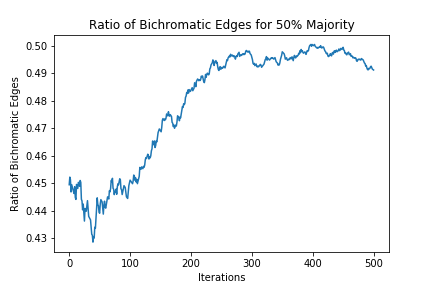 Ratio of Bichromatic Edges for 50% Majority
Ratio of Bichtromatic Edges
0.50
0.49
0.48
0.47
0.46
0.45
0.44
0.43
0 100 200 300 400 500
Iterations